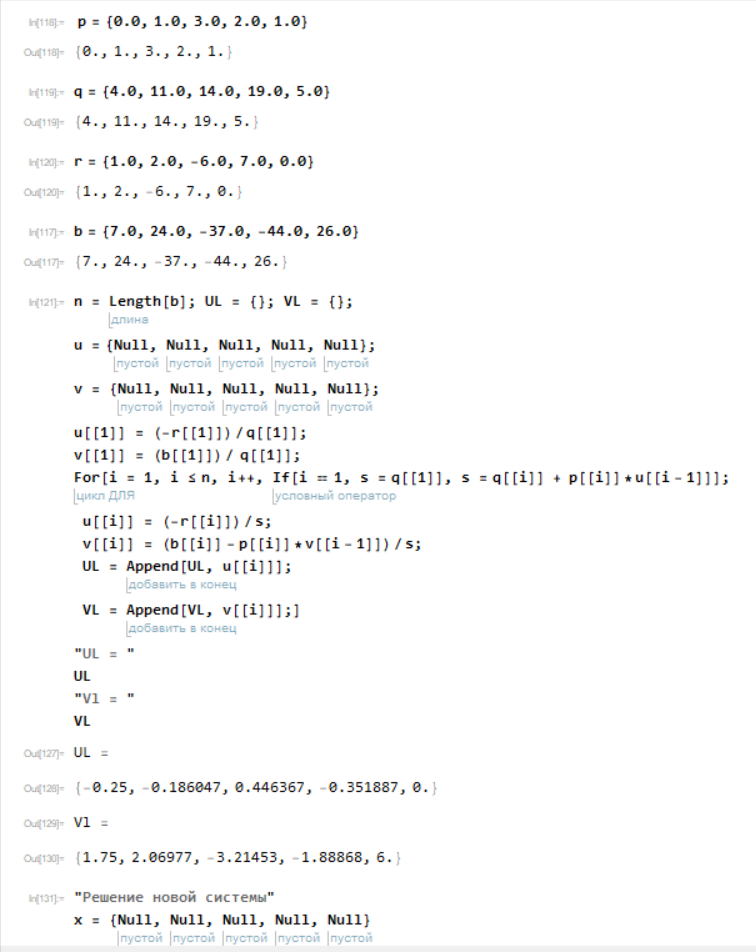 In[118]:= p = {0.0, 1.0, 3.0, 2.0, 1.0}
Out[118]= {0., 1., 3., 2., 1.}
In[119]:= q = {4.0, 11.0, 14.0, 19.0, 5.0}
Out[119]= {4., 11., 14., 19., 5.}
In[120]:= r = {1.0, 2.0, -6.0, 7.0, 0.0}
Out[120]= {1., 2., -6., 7., 0.}
In[117]:= b = {7.0, 24.0, -37.0, -44.0, 26.0}
Out[117]= {7., 24., -37., -44., 26.}
In[121]:= n = Length[b]; UL = {}; VL = {};
длина
u = {Null, Null, Null, Null, Null};
пустой пустой пустой пустой пустой
v = {Null, Null, Null, Null, Null};
пустой пустой пустой пустой пустой
u[[1]] = (-r[[1]]) / q[[1]];
v[[1]] = (b[[1]]) / q[[1]];
For[i = 1, i ≤ n, i++, If[i == 1, s = q[[1]], s = q[[i]] + p[[i]] * u[[i - 1]]];
цикл ДЛЯ условный оператор
u[[i]] = (-r[[i]]) / s;
v[[i]] = (b[[i]] - p[[i]] * v[[i - 1]]) / s;
UL = Append[UL, u[[i]]];
добавить в конец
VL = Append[VL, v[[i]]];]
добавить в конец
"UL = "
UL
"Vl = "
VL
Out[127]= UL =
Out[128]= {-0.25, -0.186047, 0.446367, -0.351887, 0.}
Out[129]= Vl =
Out[130]= {1.75, 2.06977, -3.21453, -1.88868, 6.}
In[131]:= "Решение новой системы"
x = {Null, Null, Null, Null, Null}
пустой пустой пустой пустой пустой